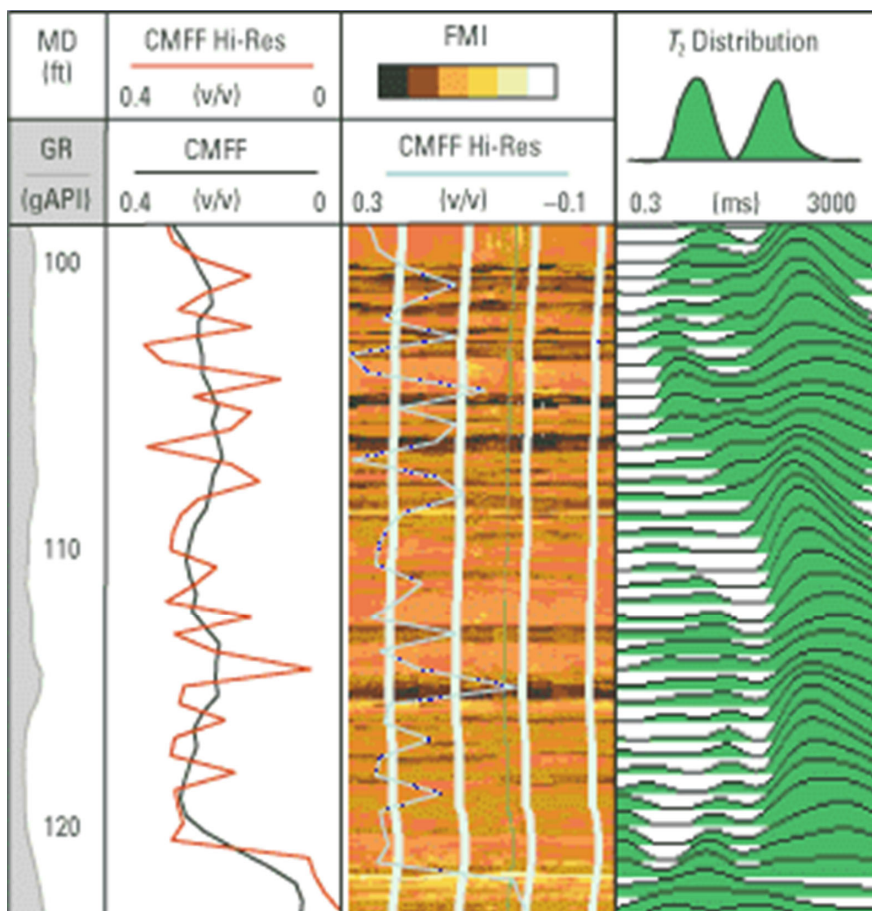 MD
(ft)
CMFF Hi-Res
0.4 (v/v) 0
FMI
T2 Distribution
GR
(gAPI)
CMFF
0.4 (v/v) 0
CMFF Hi-Res
0.3 (v/v) −0.1
0.3 (ms) 3000
100
110
120